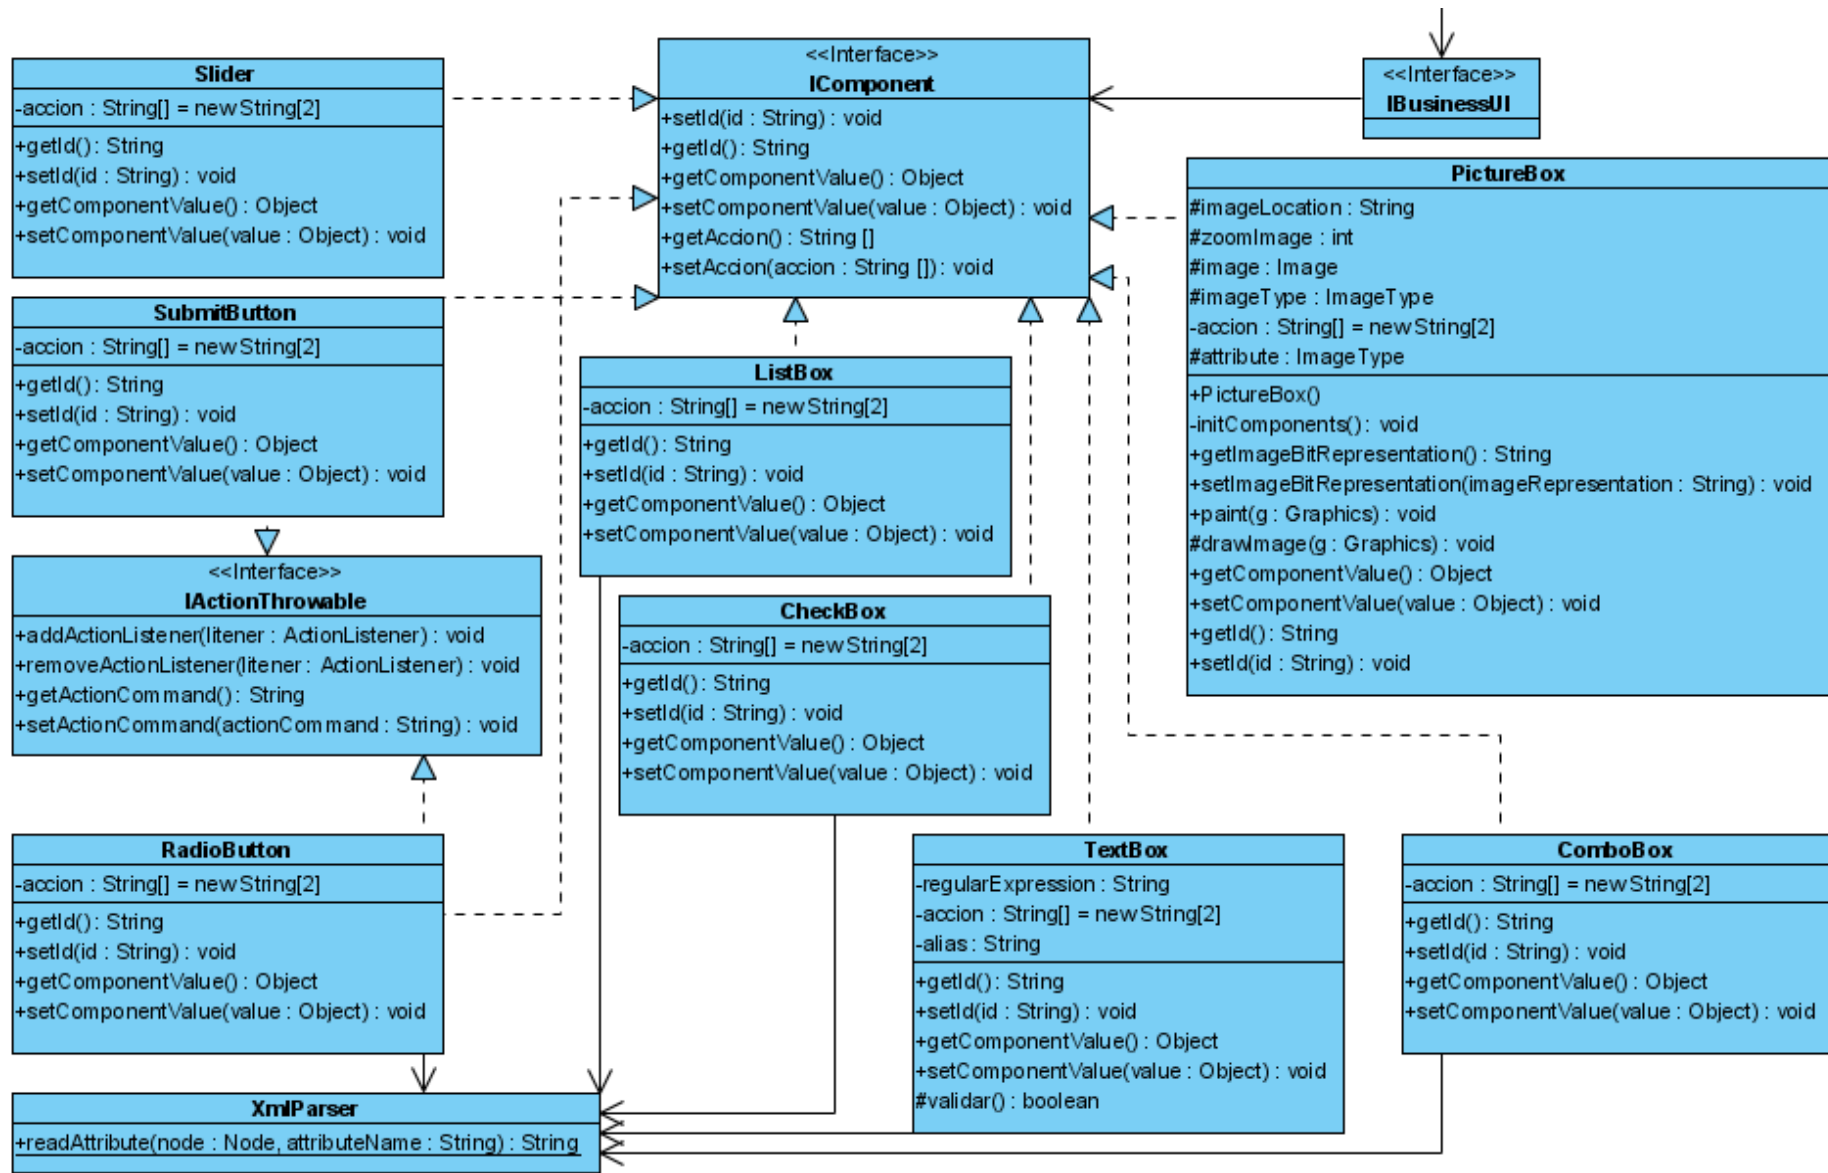 Slider
-accion : String[] = new String[2]
+getId() : String
+setId(id : String) : void
+getComponentValue() : Object
+setComponentValue(value : Object) : void
SubmitButton
-accion : String[] = new String[2]
+getId() : String
+setId(id : String) : void
+getComponentValue() : Object
+setComponentValue(value : Object) : void
<<Interface>>
IActionThrowable
+addActionListener(litener : ActionListener) : void
+removeActionListener(litener : ActionListener) : void
+getActionCommand() : String
+setActionCommand(actionCommand : String) : void
RadioButton
-accion : String[] = new String[2]
+getId() : String
+setId(id : String) : void
+getComponentValue() : Object
+setComponentValue(value : Object) : void
XmlParser
+readAttribute(node : Node, attributeName : String) : String
<<Interface>>
IComponent
+setId(id : String) : void
+getId() : String
+getComponentValue() : Object
+setComponentValue(value : Object) : void
+getAccion() : String []
+setAccion(accion : String []) : void
ListBox
-accion : String[] = new String[2]
+getId() : String
+setId(id : String) : void
+getComponentValue() : Object
+setComponentValue(value : Object) : void
CheckBox
-accion : String[] = new String[2]
+getId() : String
+setId(id : String) : void
+getComponentValue() : Object
+setComponentValue(value : Object) : void
TextBox
-regularExpression : String
-accion : String[] = new String[2]
-alias : String
+getId() : String
+setId(id : String) : void
+getComponentValue() : Object
+setComponentValue(value : Object) : void
#validar() : boolean
<<Interface>>
IBusinessUI
PictureBox
#imageLocation : String
#zoomImage : int
#image : Image
#imageType : ImageType
-accion : String[] = new String[2]
#attribute : ImageType
+PictureBox()
-initComponents() : void
+getImageBitRepresentation() : String
+setImageBitRepresentation(imageRepresentation : String) : void
+paint(g : Graphics) : void
#drawImage(g : Graphics) : void
+getComponentValue() : Object
+setComponentValue(value : Object) : void
+getId() : String
+setId(id : String) : void
ComboBox
-accion : String[] = new String[2]
+getId() : String
+setId(id : String) : void
+getComponentValue() : Object
+setComponentValue(value : Object) : void